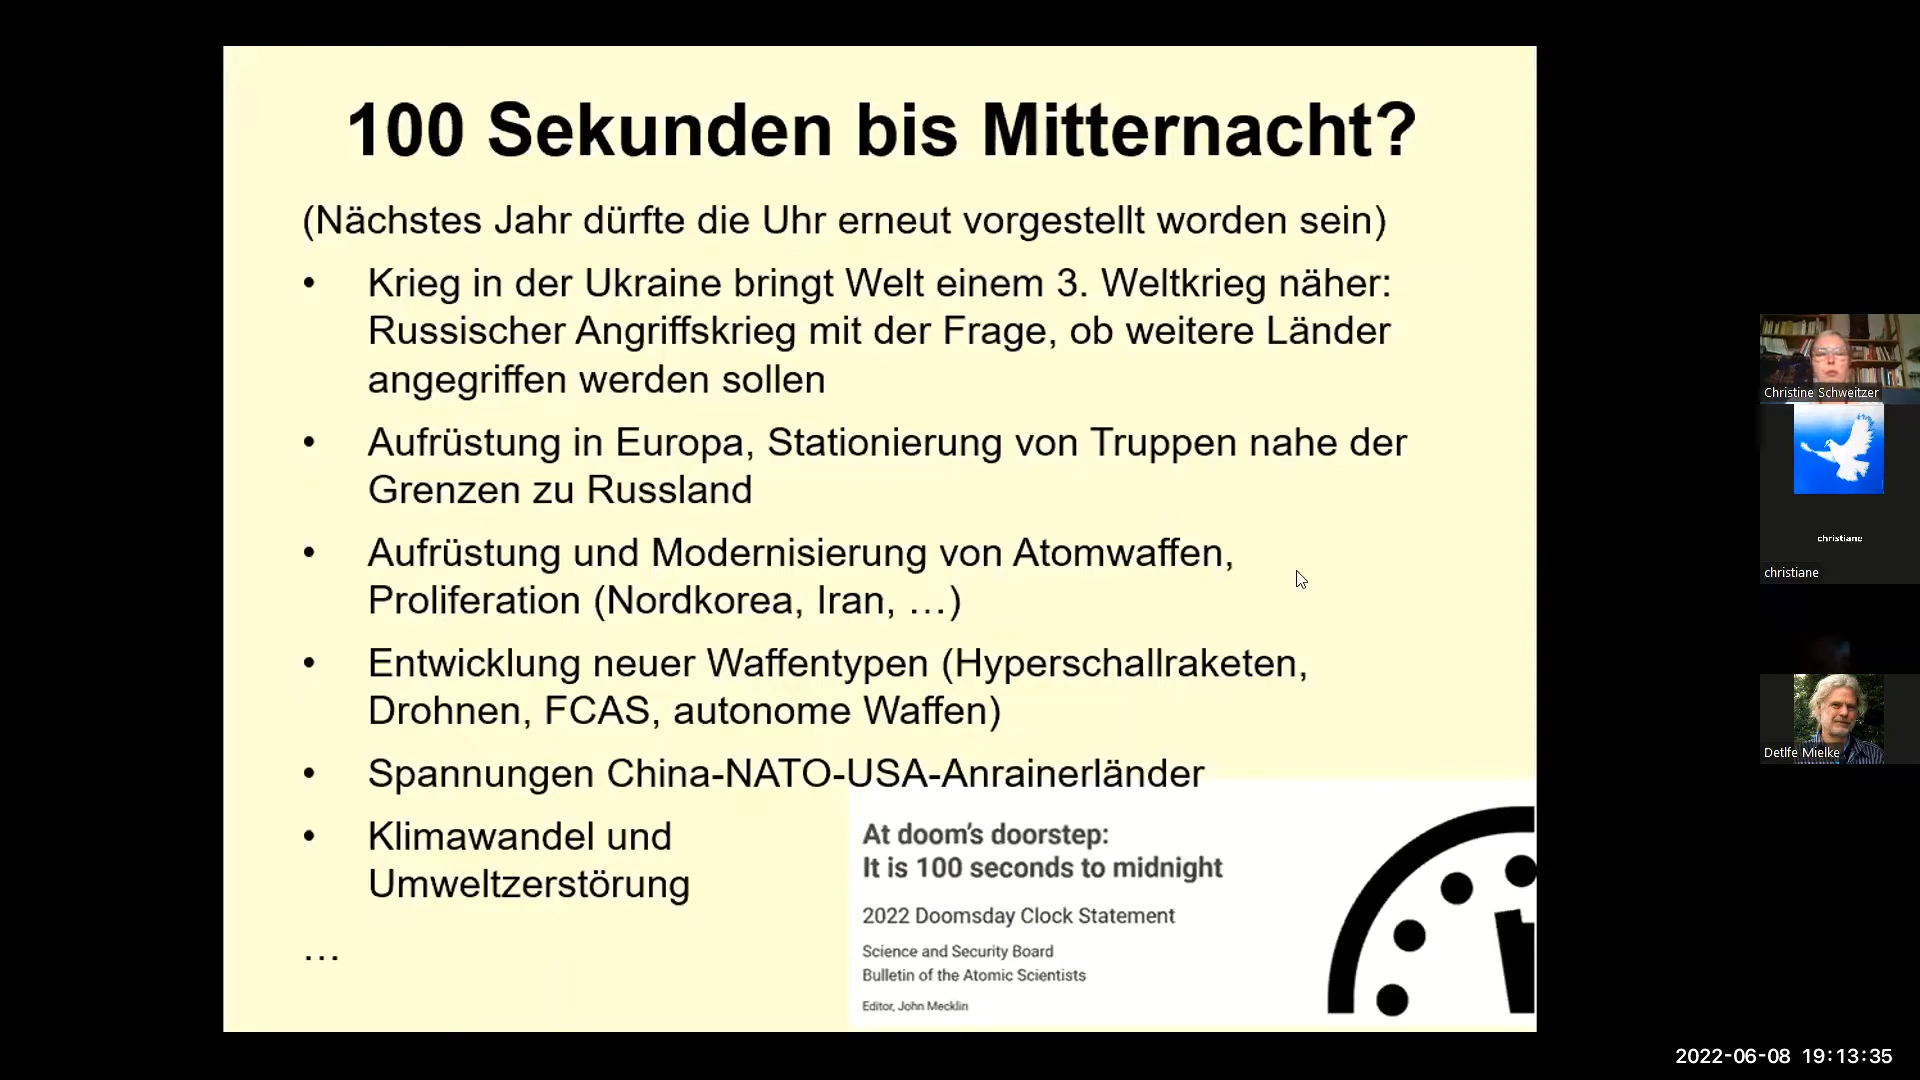 100 Sekunden bis Mitternacht?
(Nächstes Jahr dürfte die Uhr erneut vorgestellt worden sein)
• Krieg in der Ukraine bringt Welt einem 3. Weltkrieg näher:
Russischer Angriffskrieg mit der Frage, ob weitere Länder
angegriffen werden sollen
• Aufrüstung in Europa, Stationierung von Truppen nahe der
Grenzen zu Russland
• Aufrüstung und Modernisierung von Atomwaffen,
Proliferation (Nordkorea, Iran, …)
• Entwicklung neuer Waffentypen (Hyperschallraketen,
Drohnen, FCAS, autonome Waffen)
• Spannungen China-NATO-USA-Anrainerländer
• Klimawandel und
Umweltzerstörung
…
At doom's doorstep:
It is 100 seconds to midnight
2022 Doomsday Clock Statement
Science and Security Board
Bulletin of the Atomic Scientists
Editor, John Mecklin
Christine Schweitzer
christiane
christiane
Detlfe Mielke
2022-06-08 19:13:35